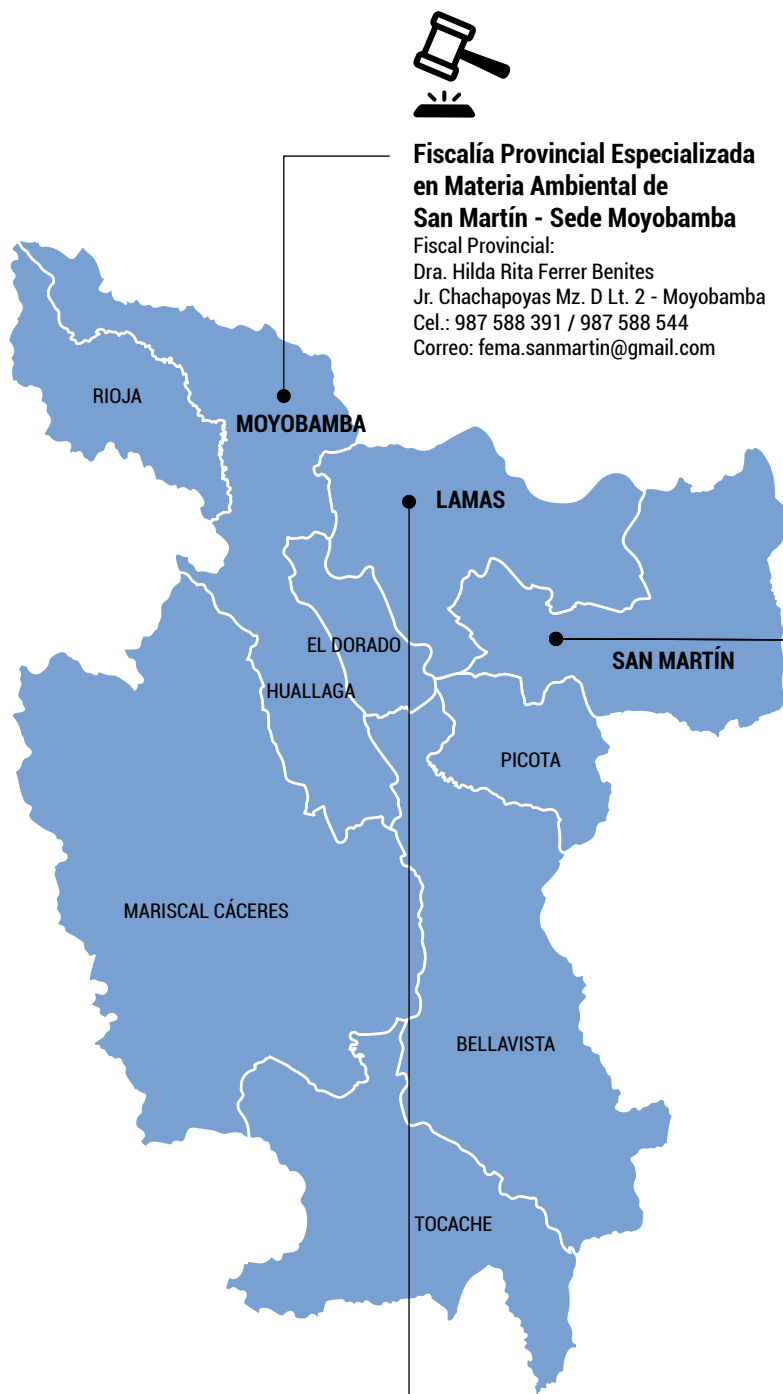 Fiscalía Provincial Especializada
en Materia Ambiental de
San Martín - Sede Moyobamba
Fiscal Provincial:
Dra. Hilda Rita Ferrer Benites
Jr. Chachapoyas Mz. D Lt. 2 - Moyobamba
Cel.: 987 588 391 / 987 588 544
Correo: fema.sanmartin@gmail.com
RIOJA
MOYOBAMBA
LAMAS
EL DORADO
SAN MARTÍN
HUALLAGA
PICOTA
MARISCAL CÁCERES
BELLAVISTA
TOCACHE